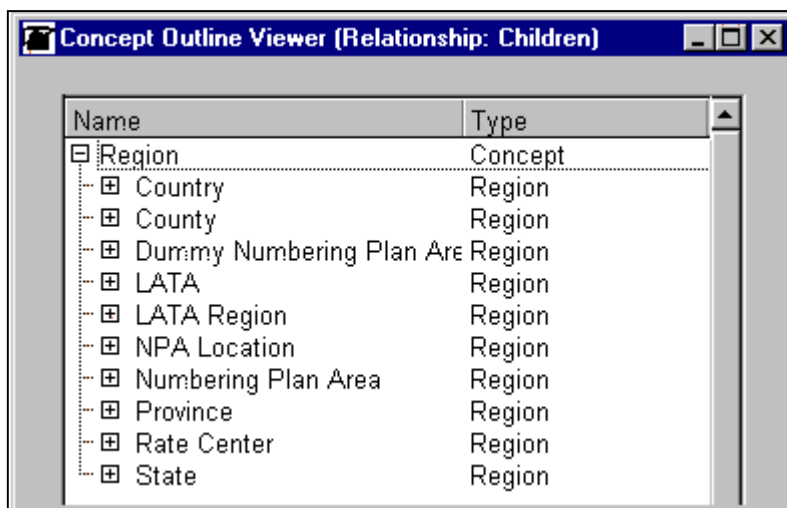 Concept Outline Viewer (Relationship: Children)
Name Type
Region Concept
Country Region
County Region
Dummy Numbering Plan Are Region
LATA Region
LATA Region Region
NPA Location Region
Numbering Plan Area Region
Province Region
Rate Center Region
State Region